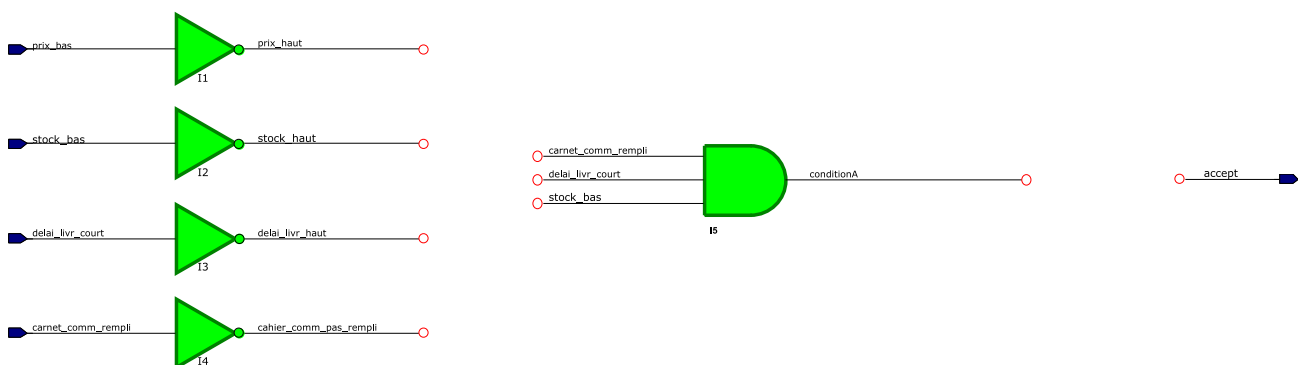 prix_bas
prix_haut
I1
stock_bas
stock_haut
I2
delai_livr_court
delai_livr_haut
I3
carnet_comm_rempli
cahier_comm_pas_rempli
I4
carnet_comm_rempli
delai_livr_court
stock_bas
conditionA
I5
accept